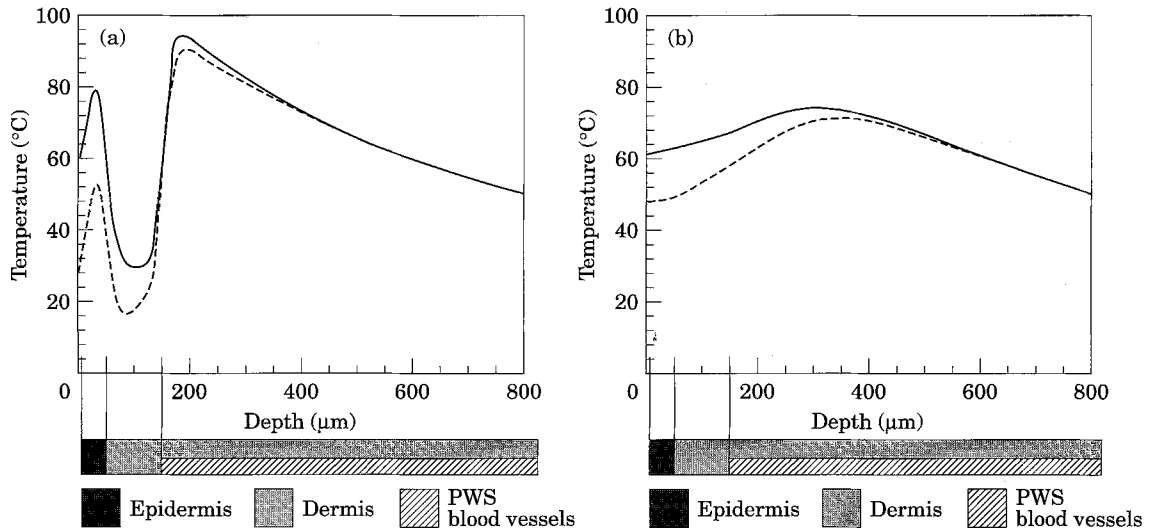 (a)
Temperature (°C)
100
80
60
40
20
0
200
400
600
800
Depth (μm)
Epidermis
Dermis
PWS
blood vessels
(b)
Temperature (°C)
100
80
60
40
20
0
200
400
600
800
Depth (μm)
Epidermis
Dermis
PWS
blood vessels